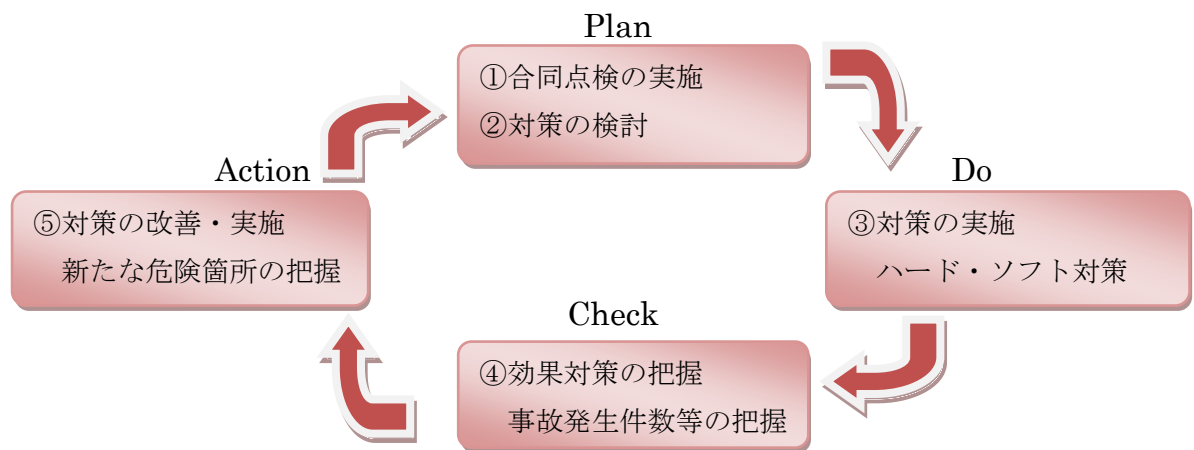 Plan
①合同点検の実施
②対策の検討
Do
③対策の実施
ハード・ソフト対策
Check
④効果対策の把握
事故発生件数等の把握
Action
⑤対策の改善・実施
新たな危険箇所の把握